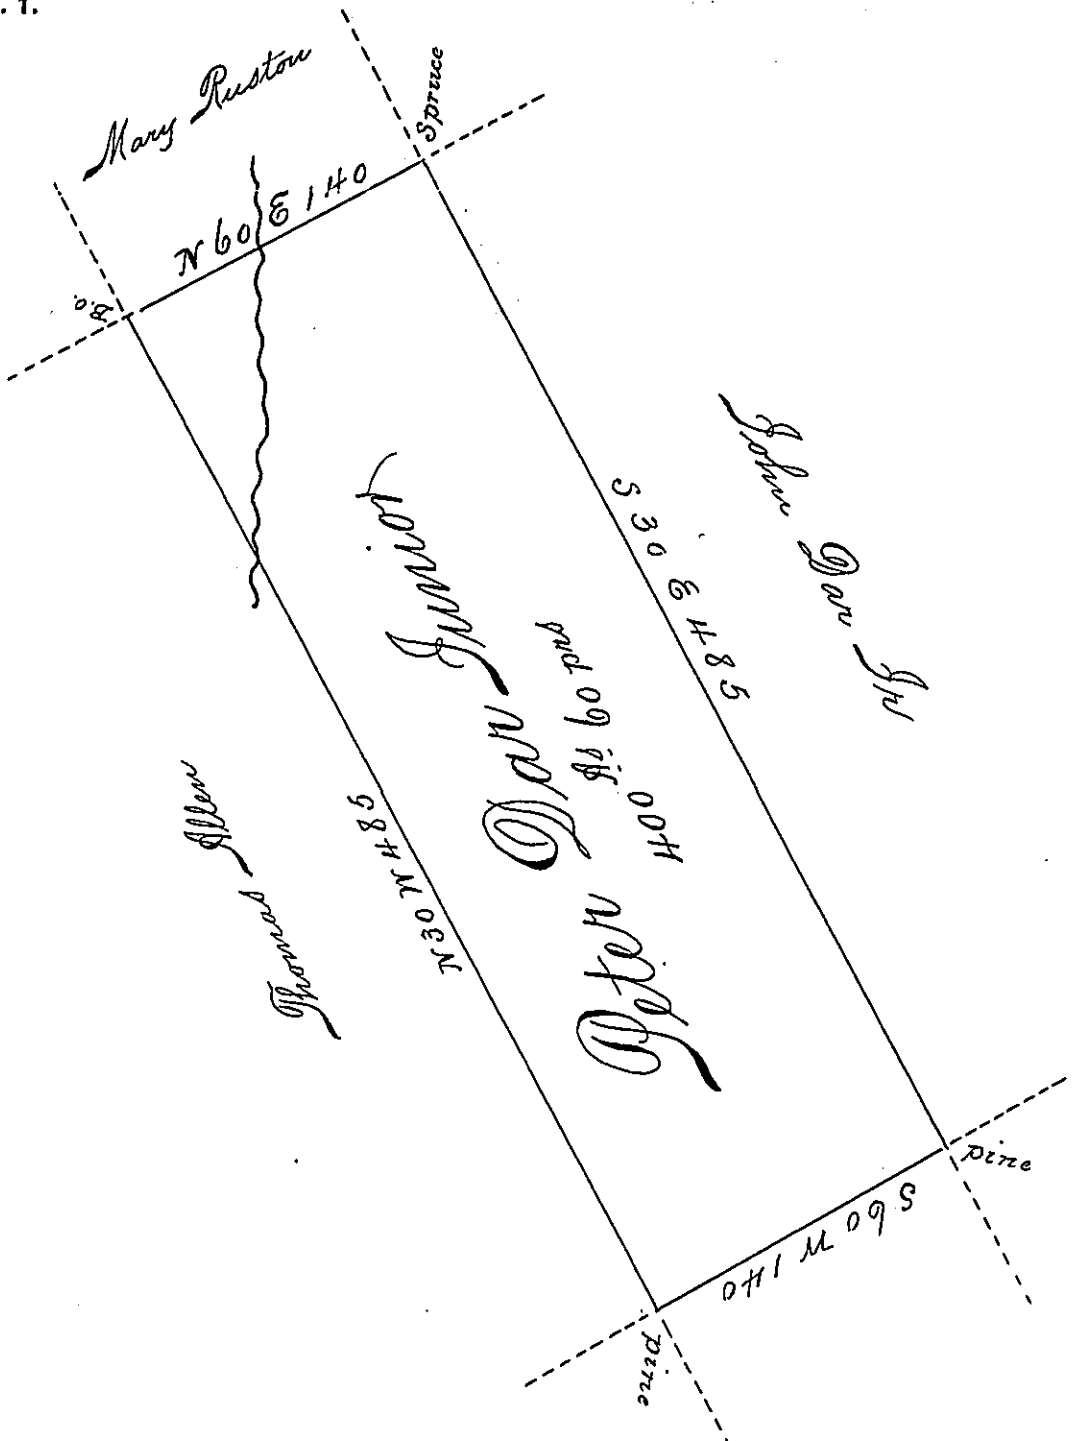 . 1.
Mary Ruston
Spruce
N 60 E 140
B.o.
John Dar Jr
S 30 E 485
Peter Dar Junior
400 As 60 prs
N 30 W 485
Thomas Allen
pine
S 60 W 140
pine